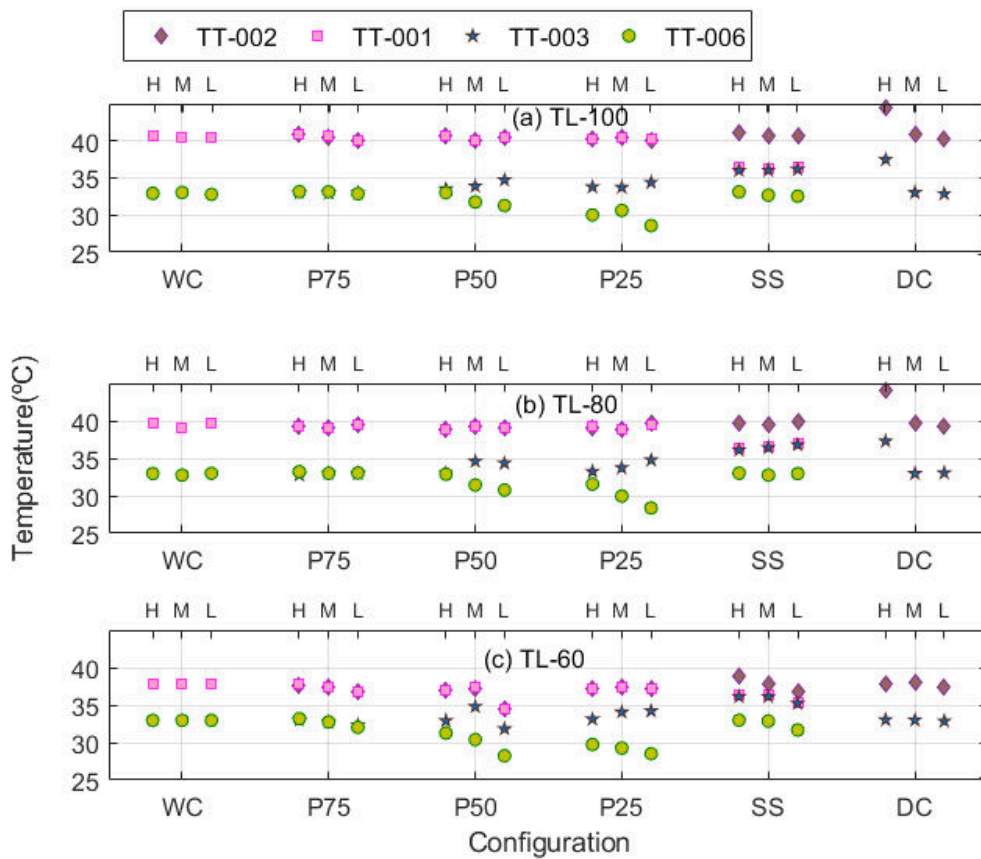 TT-002 TT-001 TT-003 TT-006
H M L H M L H M L H M L H M L H M L
(a) TL-100
40
35
30
25
WC P75 P50 P25 SS DC
H M L H M L H M L H M L H M L H M L
(b) TL-80
40
35
30
25
WC P75 P50 P25 SS DC
H M L H M L H M L H M L H M L H M L
(c) TL-60
40
35
30
25
WC P75 P50 P25 SS DC
Configuration
Temperature(ºC)